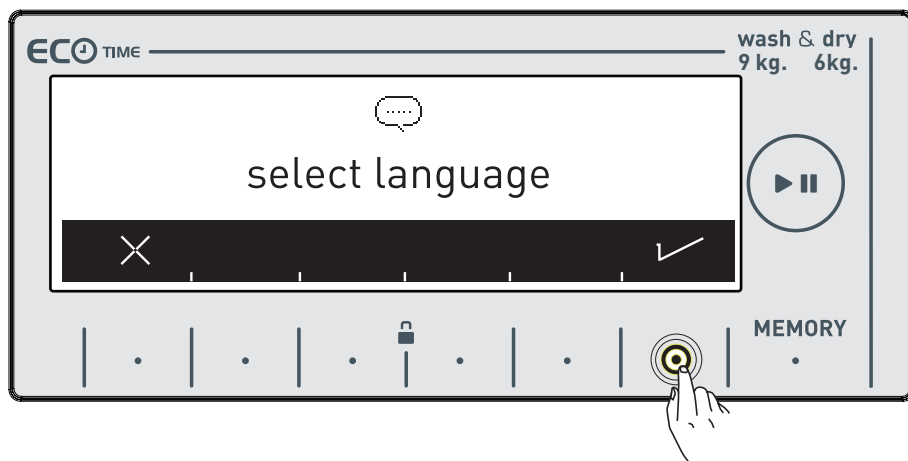 ECO TIME
wash & dry
9 kg. 6kg.
select language
MEMORY